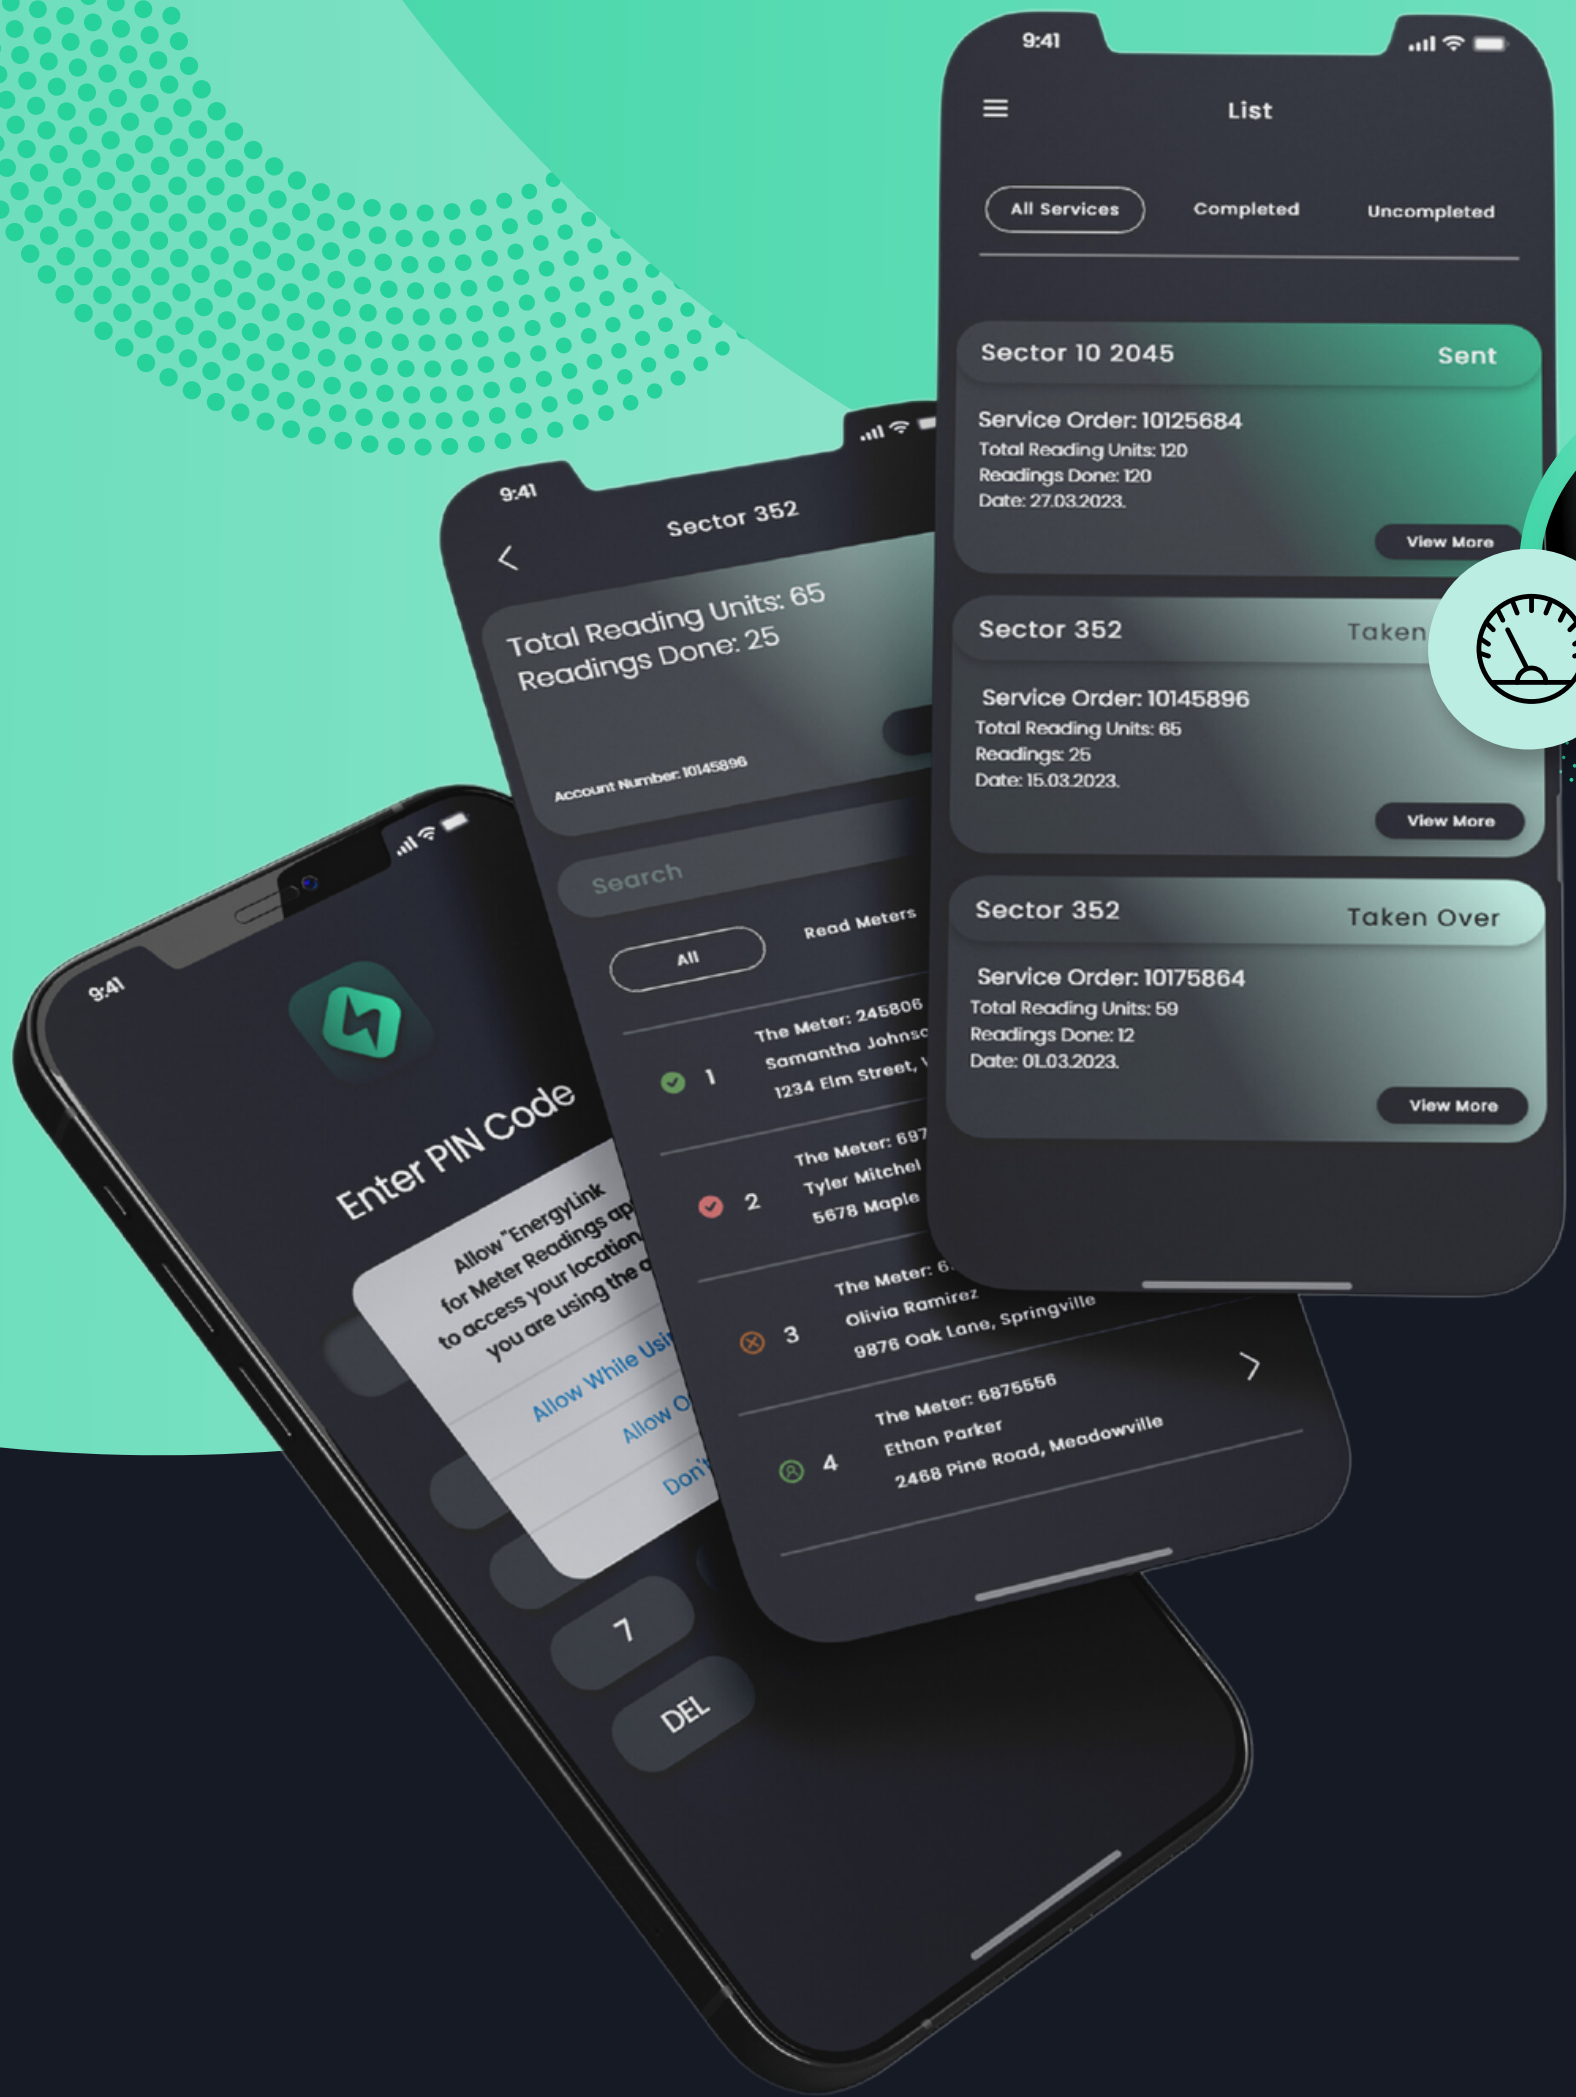 9:41
List
All Services
Completed
Uncompleted
Sector 10 2045
Sent
Service Order: 10125684
Total Reading Units: 120
Readings Done: 120
Date: 27.03.2023.
View More
Sector 352
Taken
Service Order: 10145896
Total Reading Units: 65
Readings: 25
Date: 15.03.2023.
View More
Sector 352
Taken Over
Service Order: 10175864
Total Reading Units: 59
Readings Done: 12
Date: 01.03.2023.
View More
9:41
Sector 352
Total Reading Units: 65
Readings Done: 25
Account Number: 10145896
Search
All
Read Meters
1
The Meter: 245806
Samantha
1234 Elm Street,
2
The Meter:
Tyler Mitchel
5678 Maple
3
The Meter:
Olivia Ramirez
9876 Oak Lane, Springville
4
The Meter: 6875556
Ethan Parker
2468 Pine Road, Meadowville
9:41
Enter PIN Code
Allow "EnergyLink
for Meter Readings
to access your location
you are using the
Allow While
Allow
Don't
7
DEL